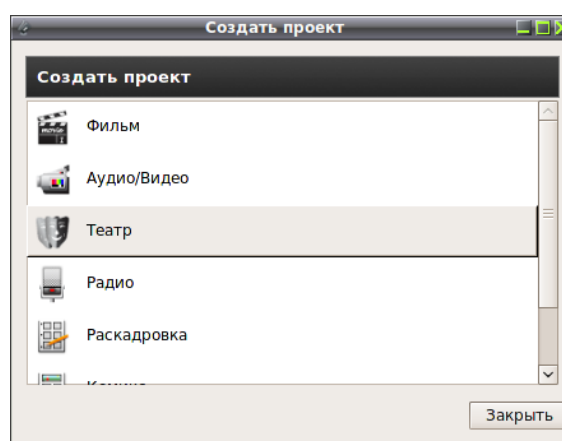 Создать проект
Создать проект
Фильм
Аудио/Видео
Театр
Радио
Раскадровка
Закрыть